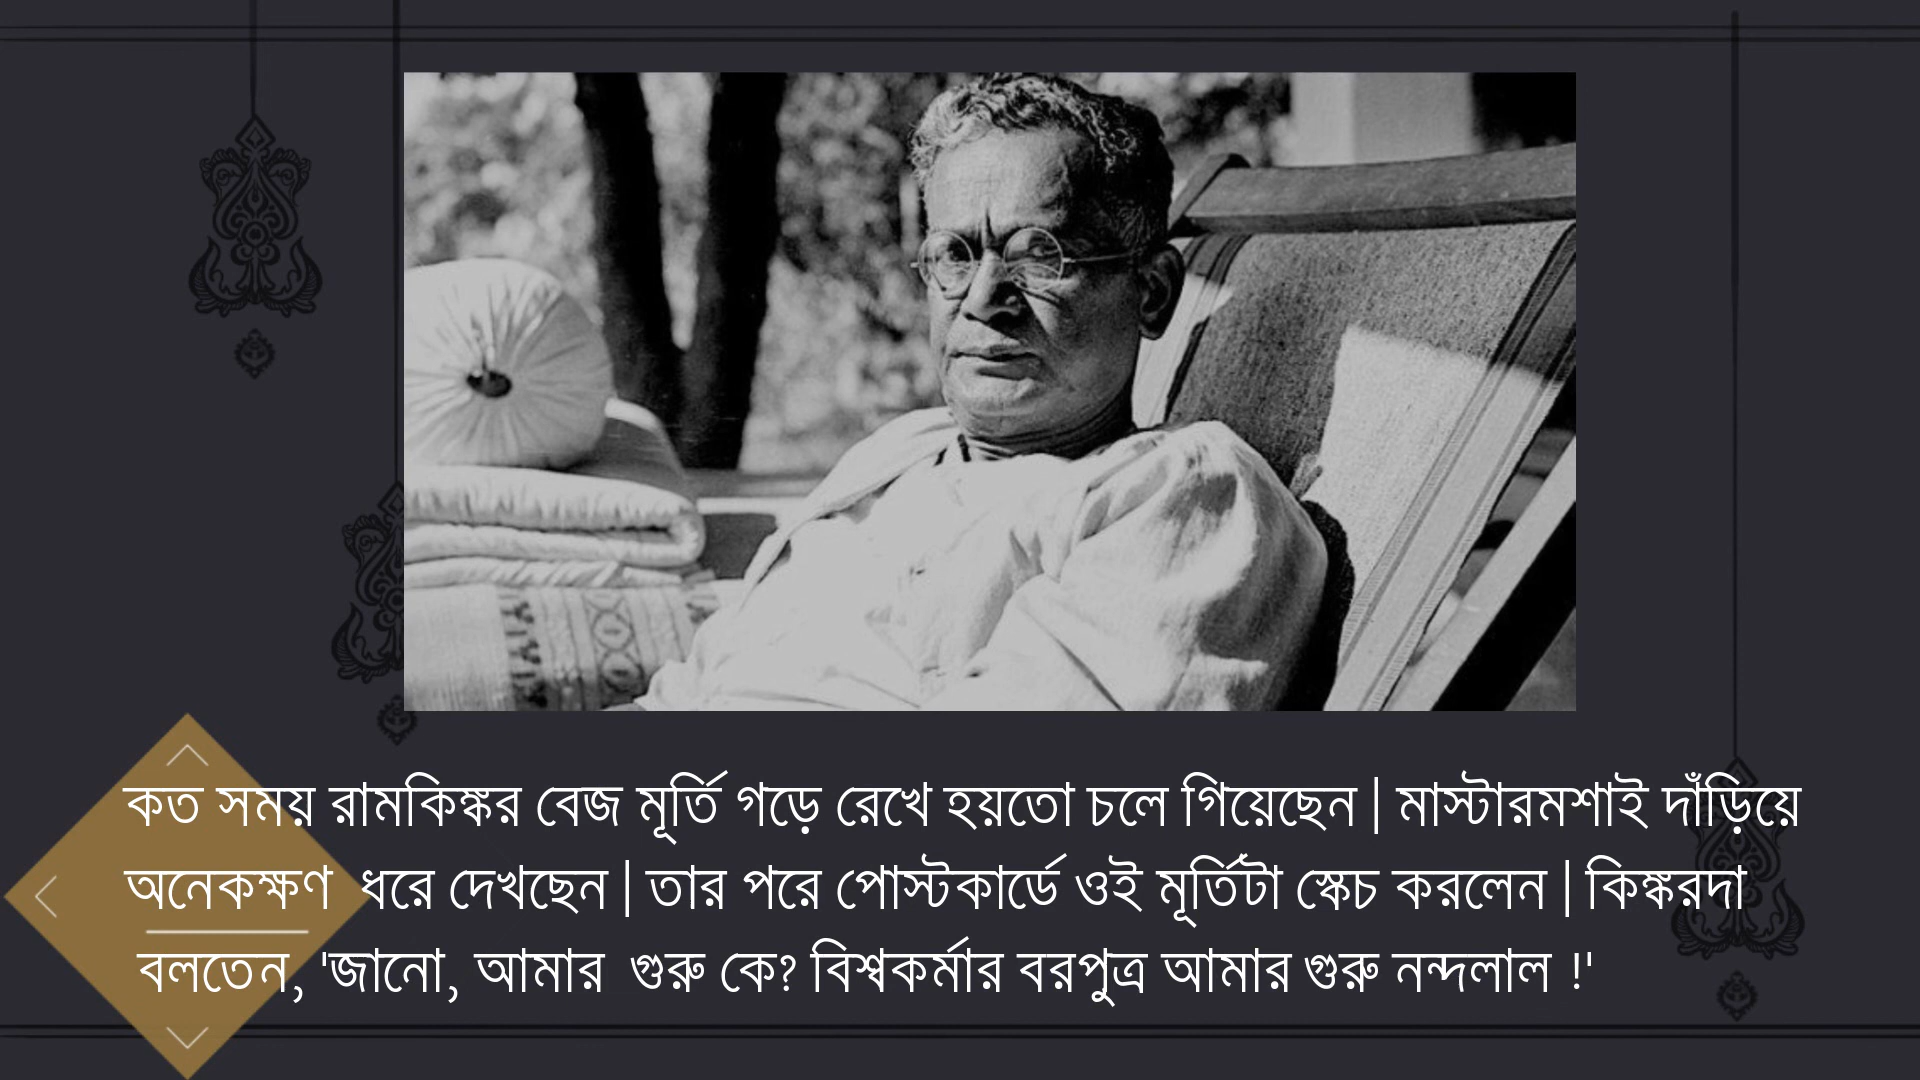 কত সময় রামকিঙ্কর বেজ মূর্তি গড়ে রেখে হয়তো চলে গিয়েছেন | মাস্টারমশাই দাঁড়িয়ে
অনেকক্ষণ ধরে দেখছেন | তার পরে পোস্টকার্ডে ওই মূর্তিটা স্কেচ করলেন | কিঙ্করদা
বলতেন, 'জানো, আমার গুরু কে? বিশ্বকর্মার বরপুত্র আমার গুরু নন্দলাল !'